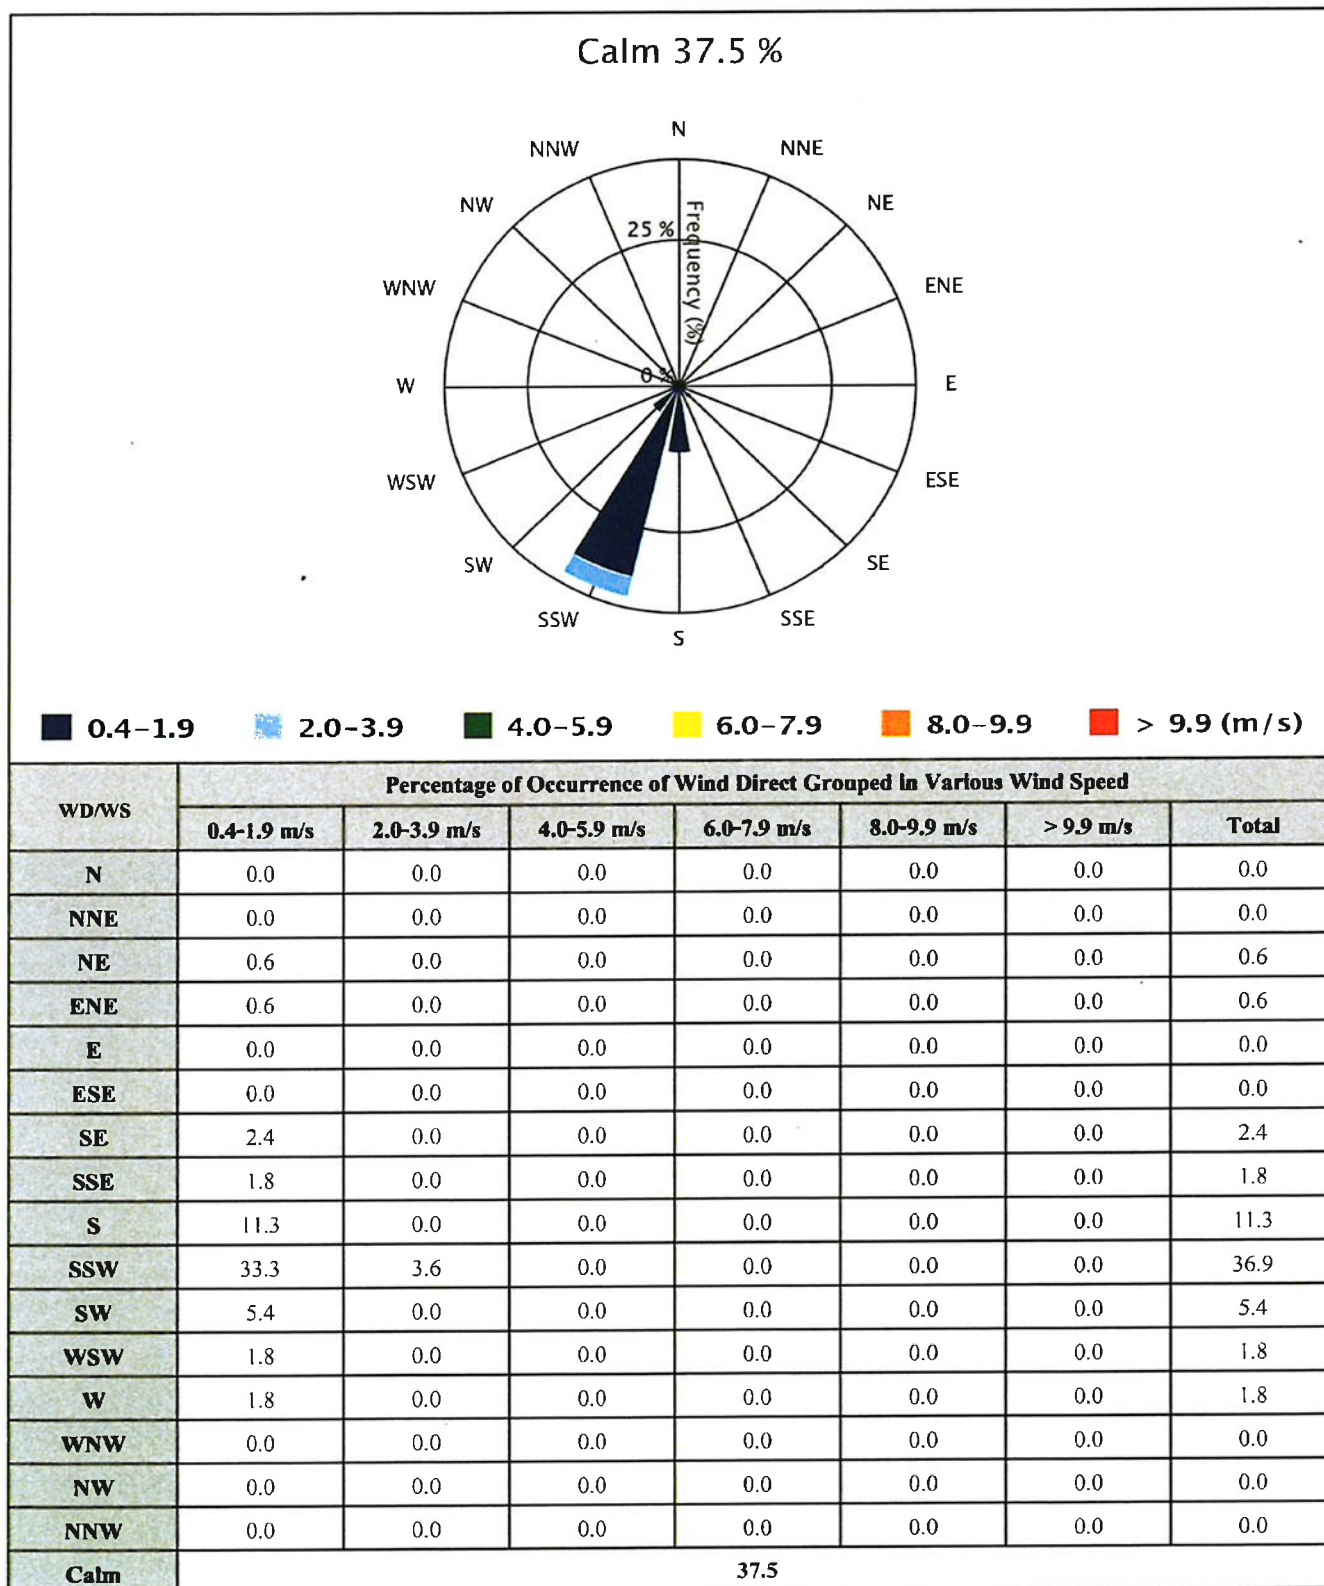 Calm 37.5 %
N
NNW
NNE
NW
NE
Frequency (%)
25 %
WNW
ENE
0 %
W
E
WSW
ESE
SW
SE
SSW
SSE
S
0.4-1.9 2.0-3.9 4.0-5.9 6.0-7.9 8.0-9.9 > 9.9 (m/s)
WD/WS Percentage of Occurrence of Wind Direct Grouped in Various Wind Speed
0.4-1.9 m/s 2.0-3.9 m/s 4.0-5.9 m/s 6.0-7.9 m/s 8.0-9.9 m/s > 9.9 m/s Total
N 0.0 0.0 0.0 0.0 0.0 0.0 0.0
NNE 0.0 0.0 0.0 0.0 0.0 0.0 0.0
NE 0.6 0.0 0.0 0.0 0.0 0.0 0.6
ENE 0.6 0.0 0.0 0.0 0.0 0.0 0.6
E 0.0 0.0 0.0 0.0 0.0 0.0 0.0
ESE 0.0 0.0 0.0 0.0 0.0 0.0 0.0
SE 2.4 0.0 0.0 0.0 0.0 0.0 2.4
SSE 1.8 0.0 0.0 0.0 0.0 0.0 1.8
S 11.3 0.0 0.0 0.0 0.0 0.0 11.3
SSW 33.3 3.6 0.0 0.0 0.0 0.0 36.9
SW 5.4 0.0 0.0 0.0 0.0 0.0 5.4
WSW 1.8 0.0 0.0 0.0 0.0 0.0 1.8
W 1.8 0.0 0.0 0.0 0.0 0.0 1.8
WNW 0.0 0.0 0.0 0.0 0.0 0.0 0.0
NW 0.0 0.0 0.0 0.0 0.0 0.0 0.0
NNW 0.0 0.0 0.0 0.0 0.0 0.0 0.0
Calm 37.5